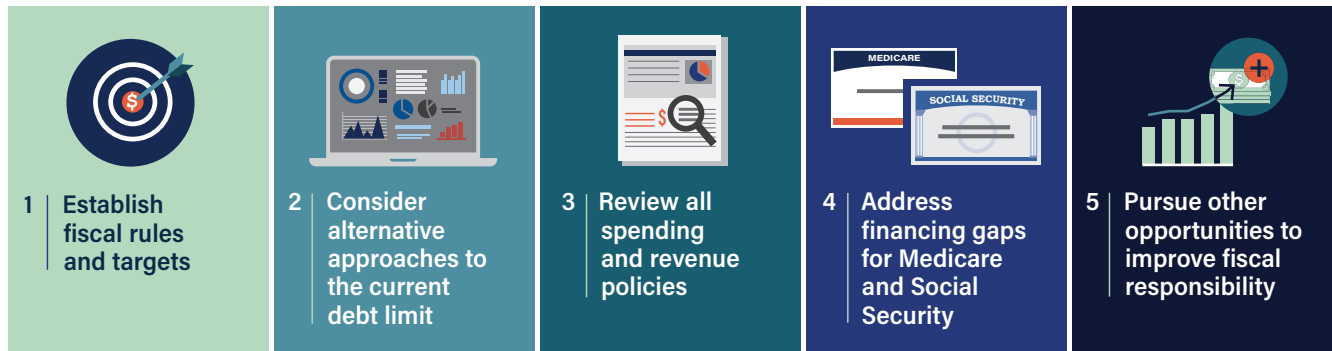 $
MEDICARE
SOCIAL SECURITY
$
$
1 Establish
fiscal rules
and targets
2 Consider
alternative
approaches to
the current
debt limit
3 Review all
spending
and revenue
policies
4 Address
financing gaps
for Medicare
and Social
Security
5 Pursue other
opportunities to
improve fiscal
responsibility